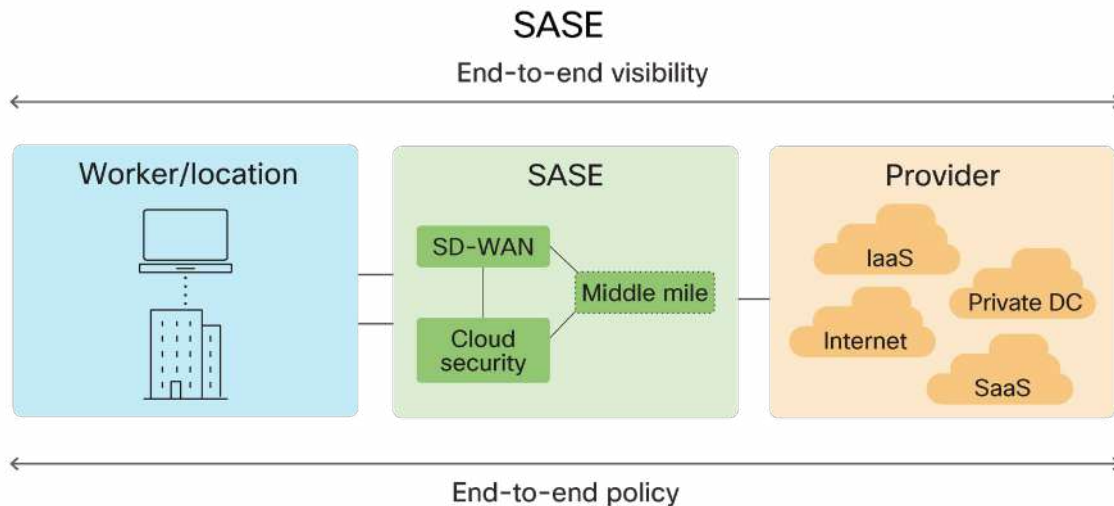 SASE
End-to-end visibility
Worker/location
SASE
SD-WAN
Middle mile
Cloud
security
Provider
IaaS
Private DC
Internet
SaaS
End-to-end policy